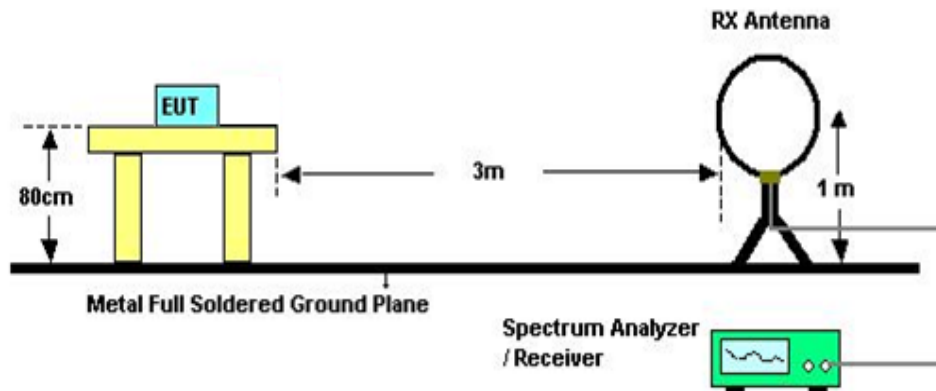 RX Antenna
EUT
80cm
3m
1 m
Metal Full Soldered Ground Plane
Spectrum Analyzer
/ Receiver